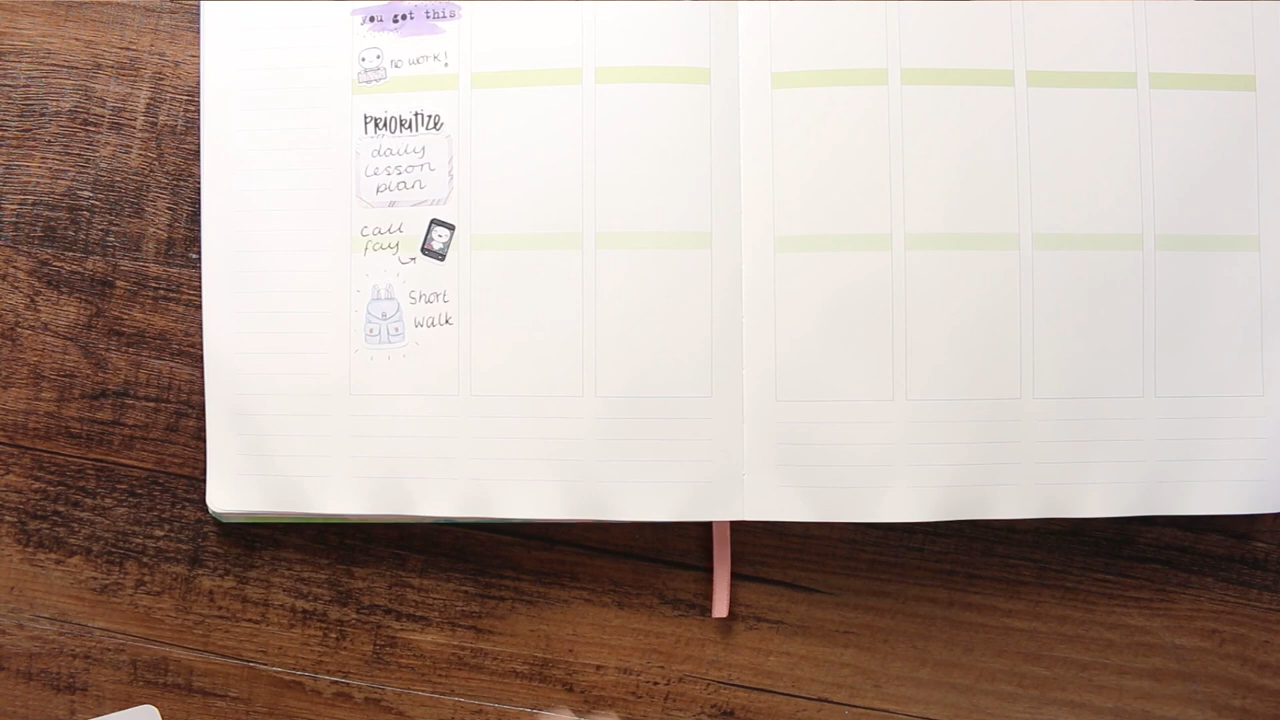 you got this
no work!
PRIORITIZE
daily
lesson
plan
call
fay
Short
walk